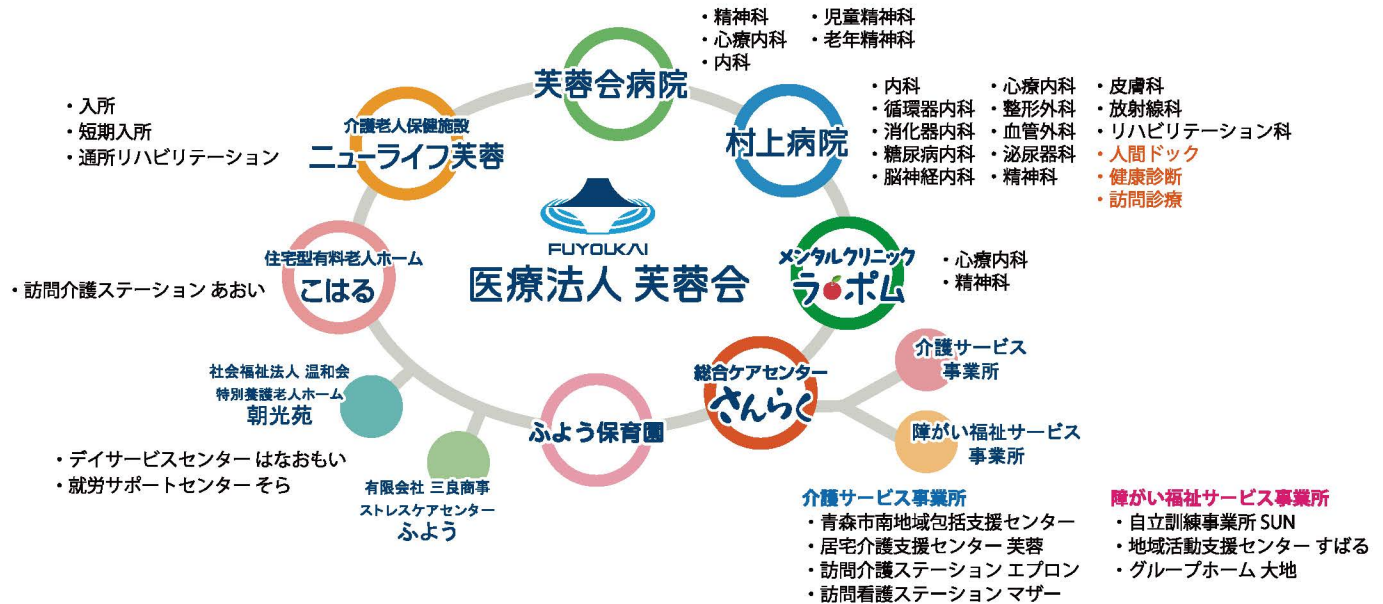 ・精神科
・心療内科
・内科
・児童精神科
・老年精神科
芙蓉会病院
・内科
・循環器内科
・消化器内科
・糖尿病内科
・脳神経内科
・心療内科
・整形外科
・血管外科
・泌尿器科
・精神科
・皮膚科
・放射線科
・リハビリテーション科
・人間ドック
・健康診断
・訪問診療
村上病院
・入所
・短期入所
・通所リハビリテーション
介護老人保健施設
ニューライフ芙蓉
FUYOUKAI
医療法人 芙蓉会
メンタルクリニック
ラ・ポム
・心療内科
・精神科
住宅型有料老人ホーム
こはる
・訪問介護ステーション あおい
社会福祉法人 温和会
特別養護老人ホーム
朝光苑
・デイサービスセンター はなおもい
・就労サポートセンター そら
有限会社 三良商事
ストレスケアセンター
ふよう
ふよう保育園
総合ケアセンター
さんらく
介護サービス
事業所
障がい福祉サービス
事業所
介護サービス事業所
・青森市南地域包括支援センター
・居宅介護支援センター 芙蓉
・訪問介護ステーション エプロン
・訪問看護ステーション マザー
障がい福祉サービス事業所
・自立訓練事業所 SUN
・地域活動支援センター すばる
・グループホーム 大地